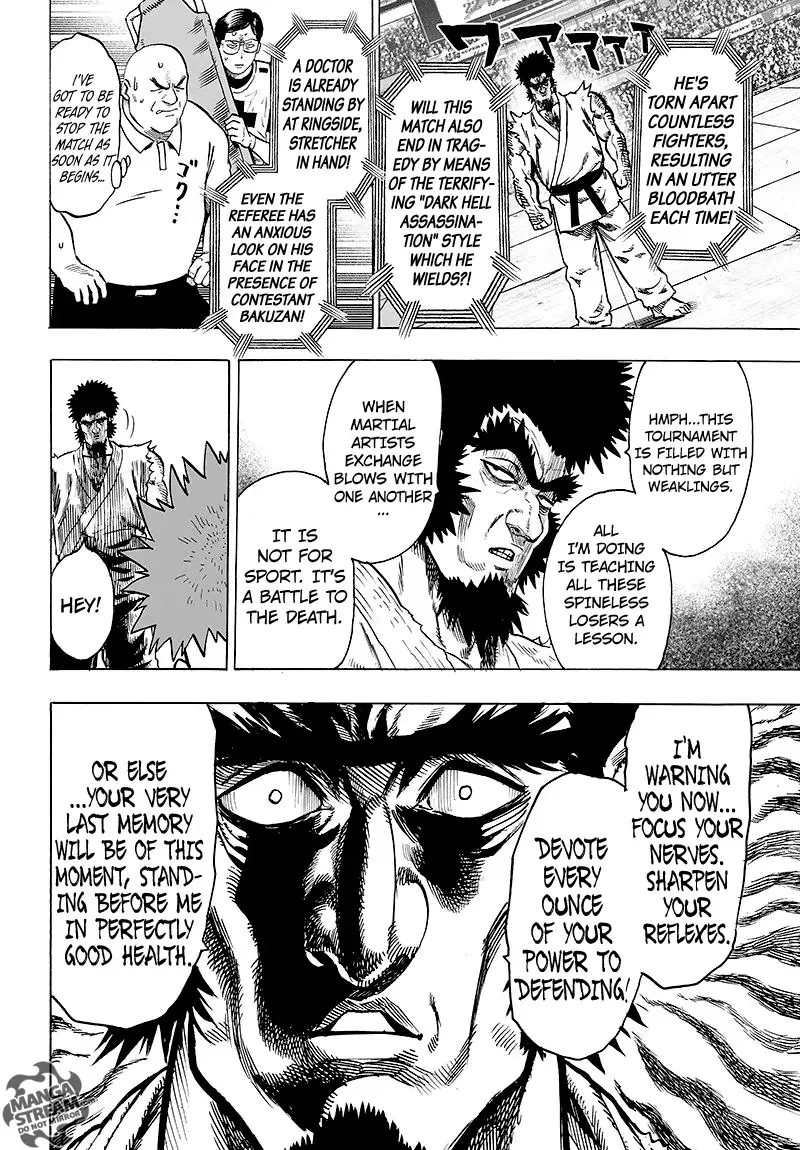 ワアアアア
HE'S
TORN APART
COUNTLESS
FIGHTERS,
RESULTING
IN AN UTTER
BLOODBATH
EACH TIME!
WILL THIS
MATCH ALSO
END IN TRAG-
EDY BY MEANS
OF THE TERRIFY-
ING "DARK HELL
ASSASSINA-
TION" STYLE
WHICH HE
WIELDS?!
A DOCTOR
IS ALREADY
STANDING BY
AT RINGSIDE,
STRETCHER
IN HAND!
EVEN THE
REFEREE HAS
AN ANXIOUS
LOOK ON HIS
FACE IN THE
PRESENCE OF
CONTESTANT
BAKUZAN!
I'VE
GOT TO BE
READY TO
STOP THE
MATCH AS
SOON AS IT
BEGINS...
ゴク...
HMPH...THIS
TOURNAMENT
IS FILLED WITH
NOTHING BUT
WEAKLINGS.
ALL
I'M DOING
IS TEACHING
ALL THESE
SPINELESS
LOSERS A
LESSON.
WHEN
MARTIAL
ARTISTS
EXCHANGE
BLOWS WITH
ONE ANOTHER
...
IT IS
NOT FOR
SPORT. IT'S
A BATTLE TO
THE DEATH.
HEY!
I'M
WARNING
YOU NOW...
FOCUS YOUR
NERVES.
SHARPEN
YOUR
REFLEXES.
DEVOTE
EVERY
OUNCE
OF YOUR
POWER TO
DEFENDING!
OR ELSE
...YOUR VERY
LAST MEMORY
WILL BE OF THIS
MOMENT, STAND-
ING BEFORE ME
IN PERFECTLY
GOOD HEALTH.
MANGA
STREAM
DO NOT MIRROR!